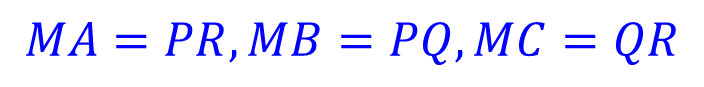 MA = PR, MB = PQ, MC = QR